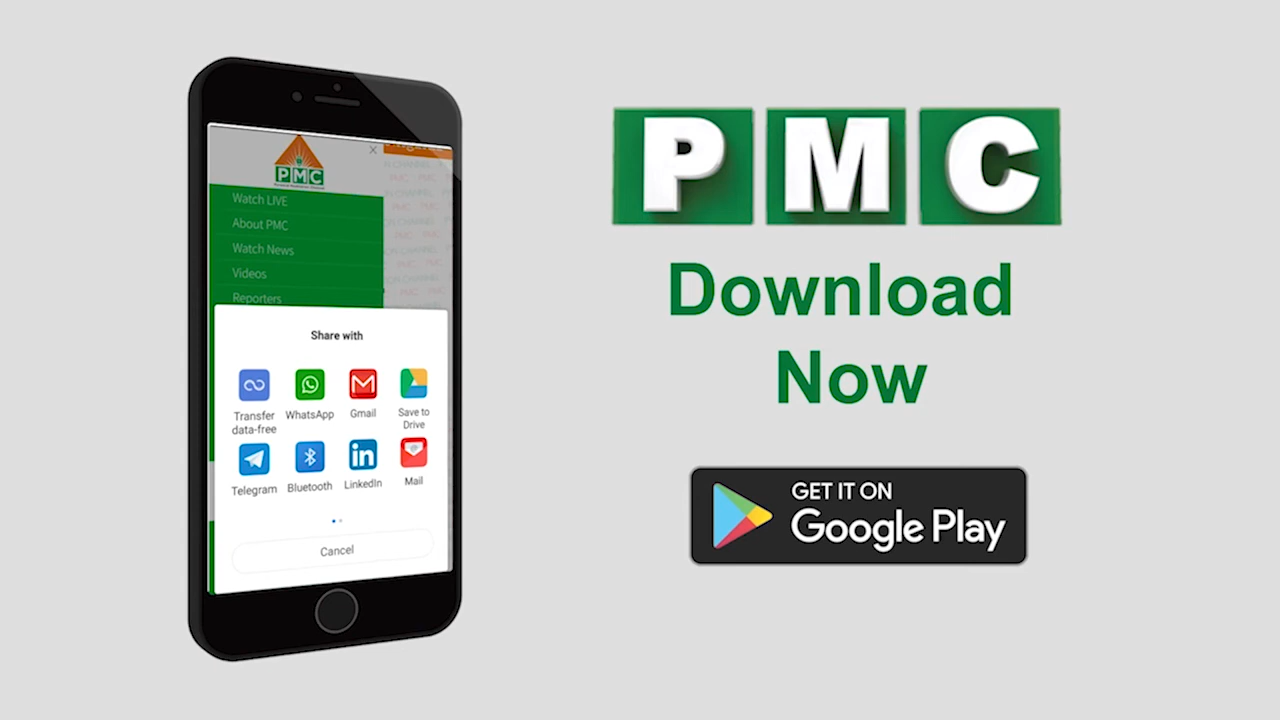 PMC
Watch LIVE
About PMC
Watch News
Videos
Reporters
Share with
Transfer
data-free
WhatsApp
Gmail
Save to
Drive
Telegram
Bluetooth
LinkedIn
Mail
Cancel
PMC
Download
Now
GET IT ON
Google Play